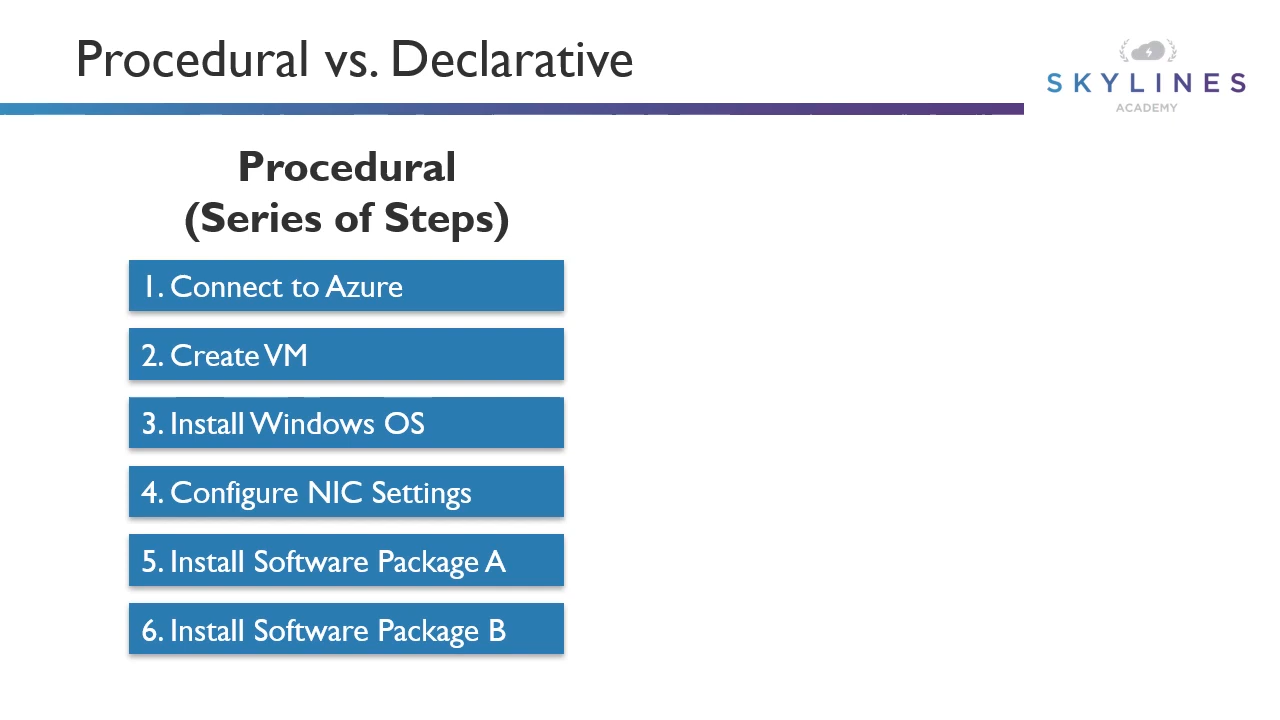 Procedural vs. Declarative
SKYLINES
ACADEMY
Procedural
(Series of Steps)
1. Connect to Azure
2. Create VM
3. Install Windows OS
4. Configure NIC Settings
5. Install Software Package A
6. Install Software Package B